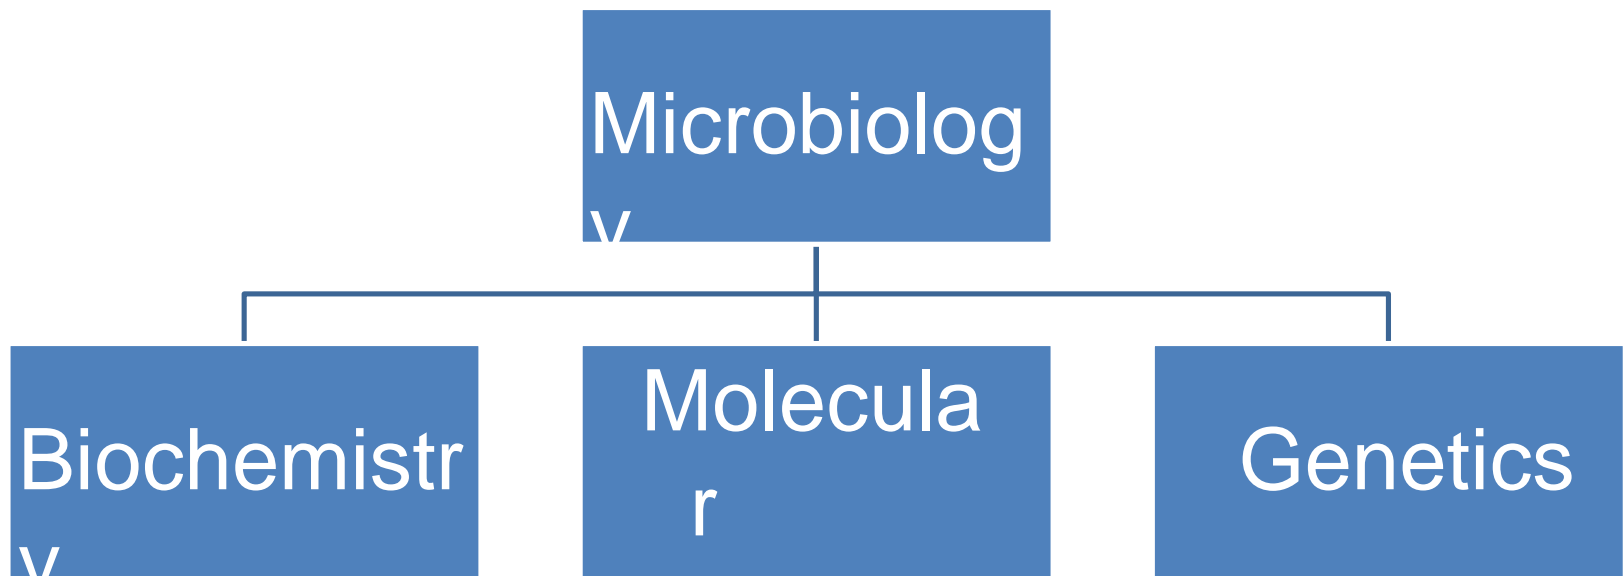 Microbiolog
y
Biochemistr
y
Molecula
r
Genetics